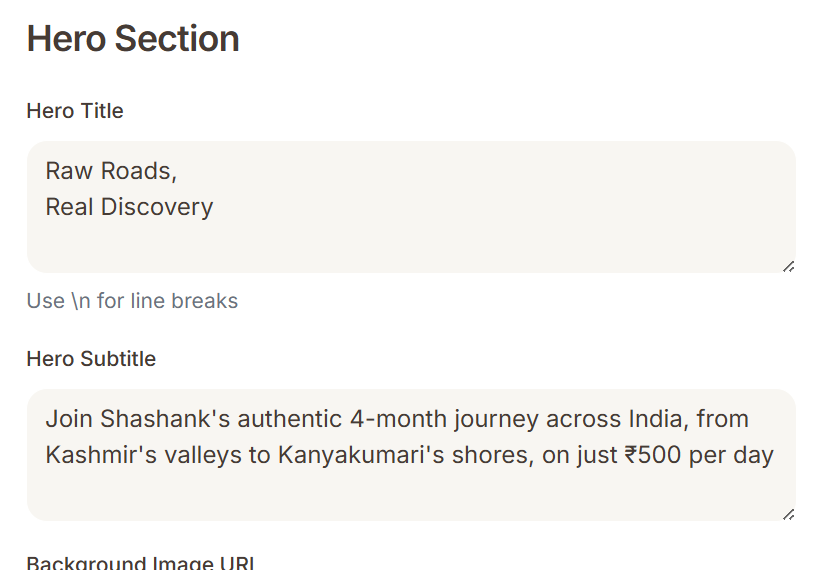 Hero Section
Hero Title
Raw Roads,
Real Discovery
Use \n for line breaks
Hero Subtitle
Join Shashank's authentic 4-month journey across India, from
Kashmir's valleys to Kanyakumari's shores, on just ₹500 per day
Background Image URL